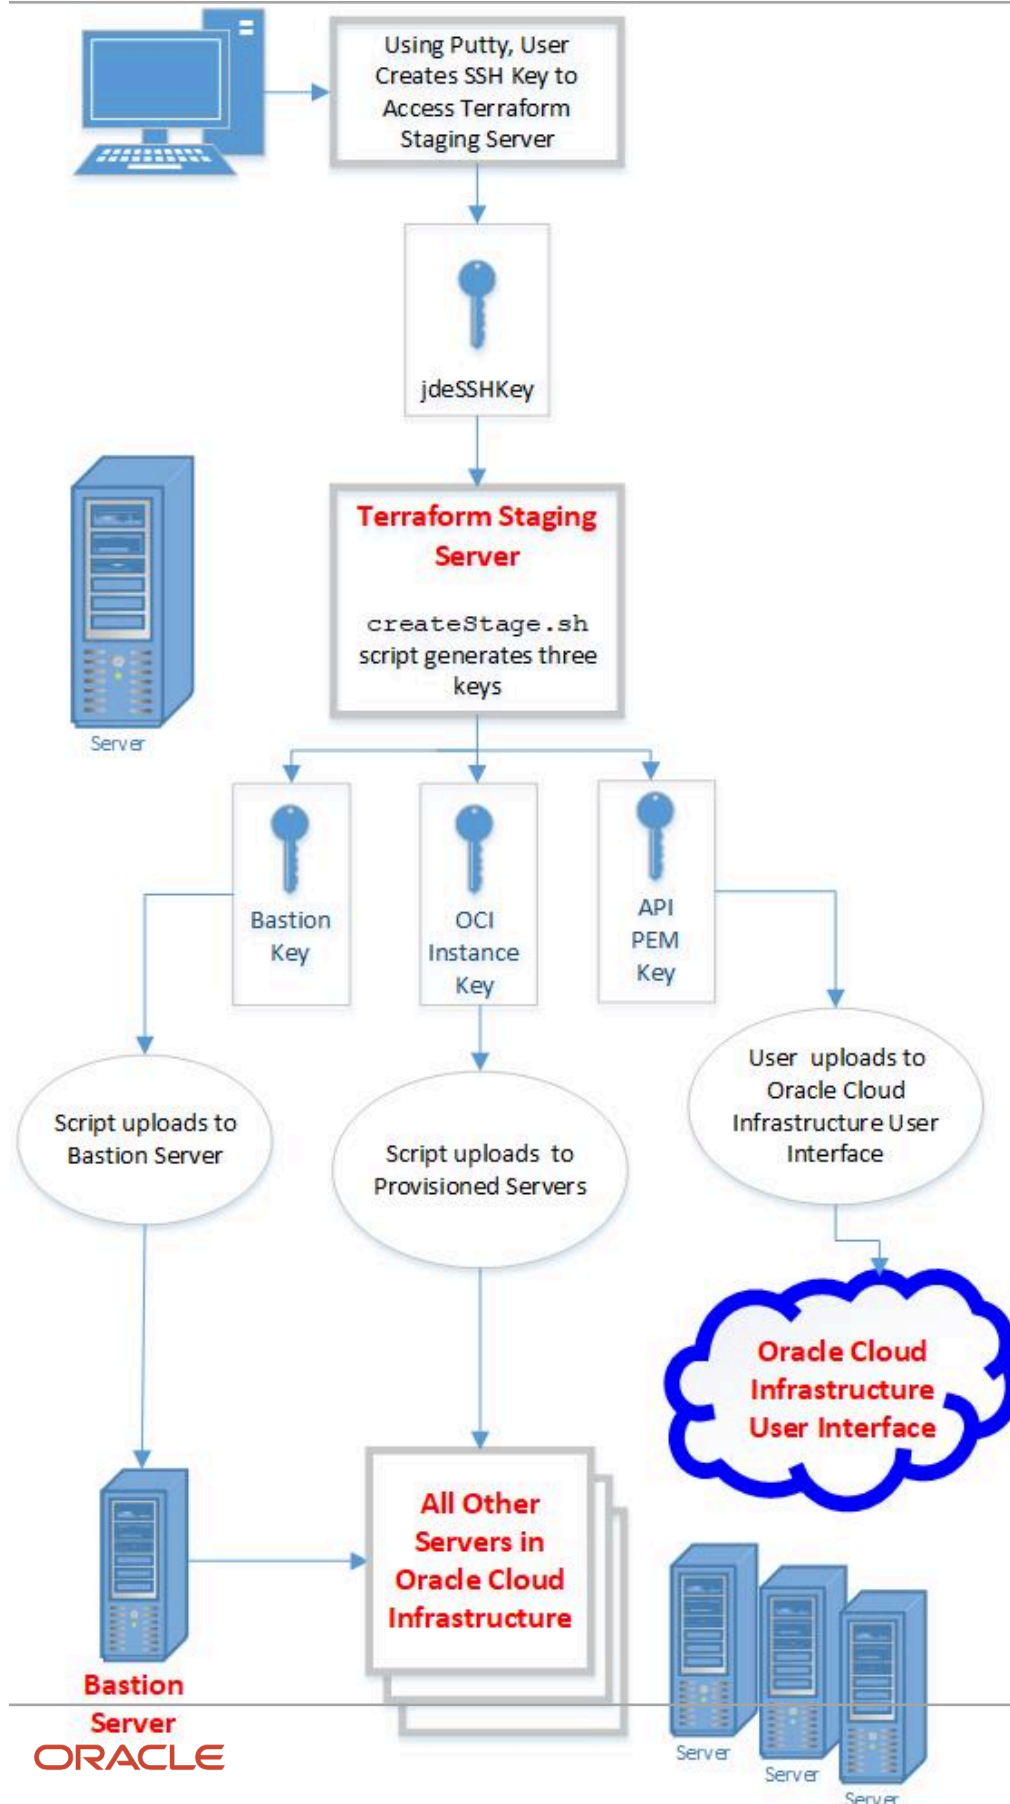 Using Putty, User
Creates SSH Key to
Access Terraform
Staging Server
jdeSSHKey
Terraform Staging
Server
createStage.sh
script generates three
keys
Server
Bastion
Key
OCI
Instance
Key
API
PEM
Key
Script uploads to
Bastion Server
Script uploads to
Provisioned Servers
User uploads to
Oracle Cloud
Infrastructure User
Interface
Oracle Cloud
Infrastructure
User Interface
All Other
Servers in
Oracle Cloud
Infrastructure
Bastion
Server
ORACLE
Server
Server
Server